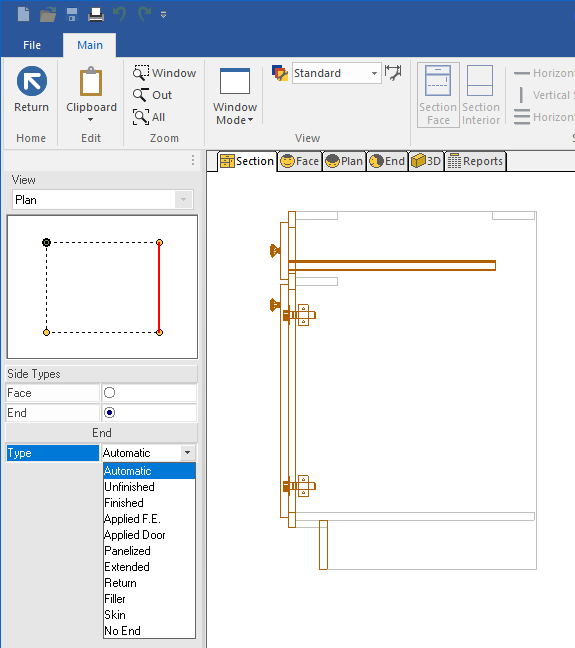 File
Main
Return
Clipboard
Window
Out
All
Window
Mode
Standard
Section
Face
Section
Interior
Horizon
Vertical S
Horizon
Home
Edit
Zoom
View
S
View
Plan
Side Types
Face
End
End
Type
Automatic
Automatic
Unfinished
Finished
Applied F.E.
Applied Door
Panelized
Extended
Return
Filler
Skin
No End
Section
Face
Plan
End
3D
Reports